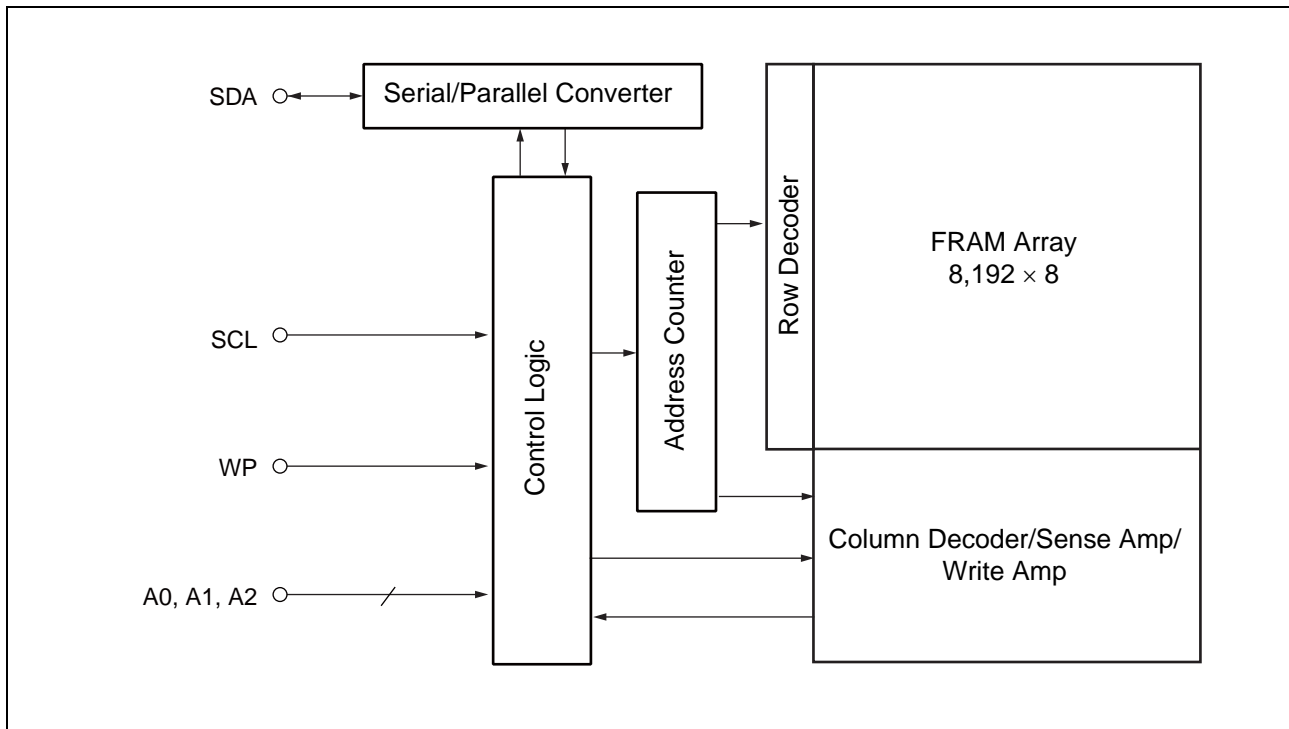 SDA
Serial/Parallel Converter
SCL
WP
A0, A1, A2
Control Logic
Address Counter
Row Decoder
FRAM Array
8,192 × 8
Column Decoder/Sense Amp/
Write Amp